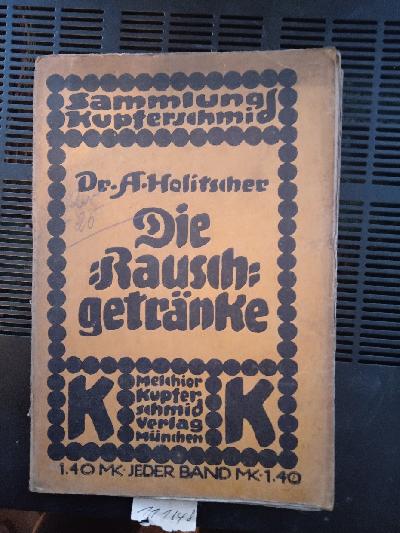 Sammlung
Kupferschmid
Dr. A. Holitscher
Die
Rausch=
getränke
K
Melchior
Kupfer
schmid
Verlag
München
K
1.40 MK. JEDER BAND MK. 1.40